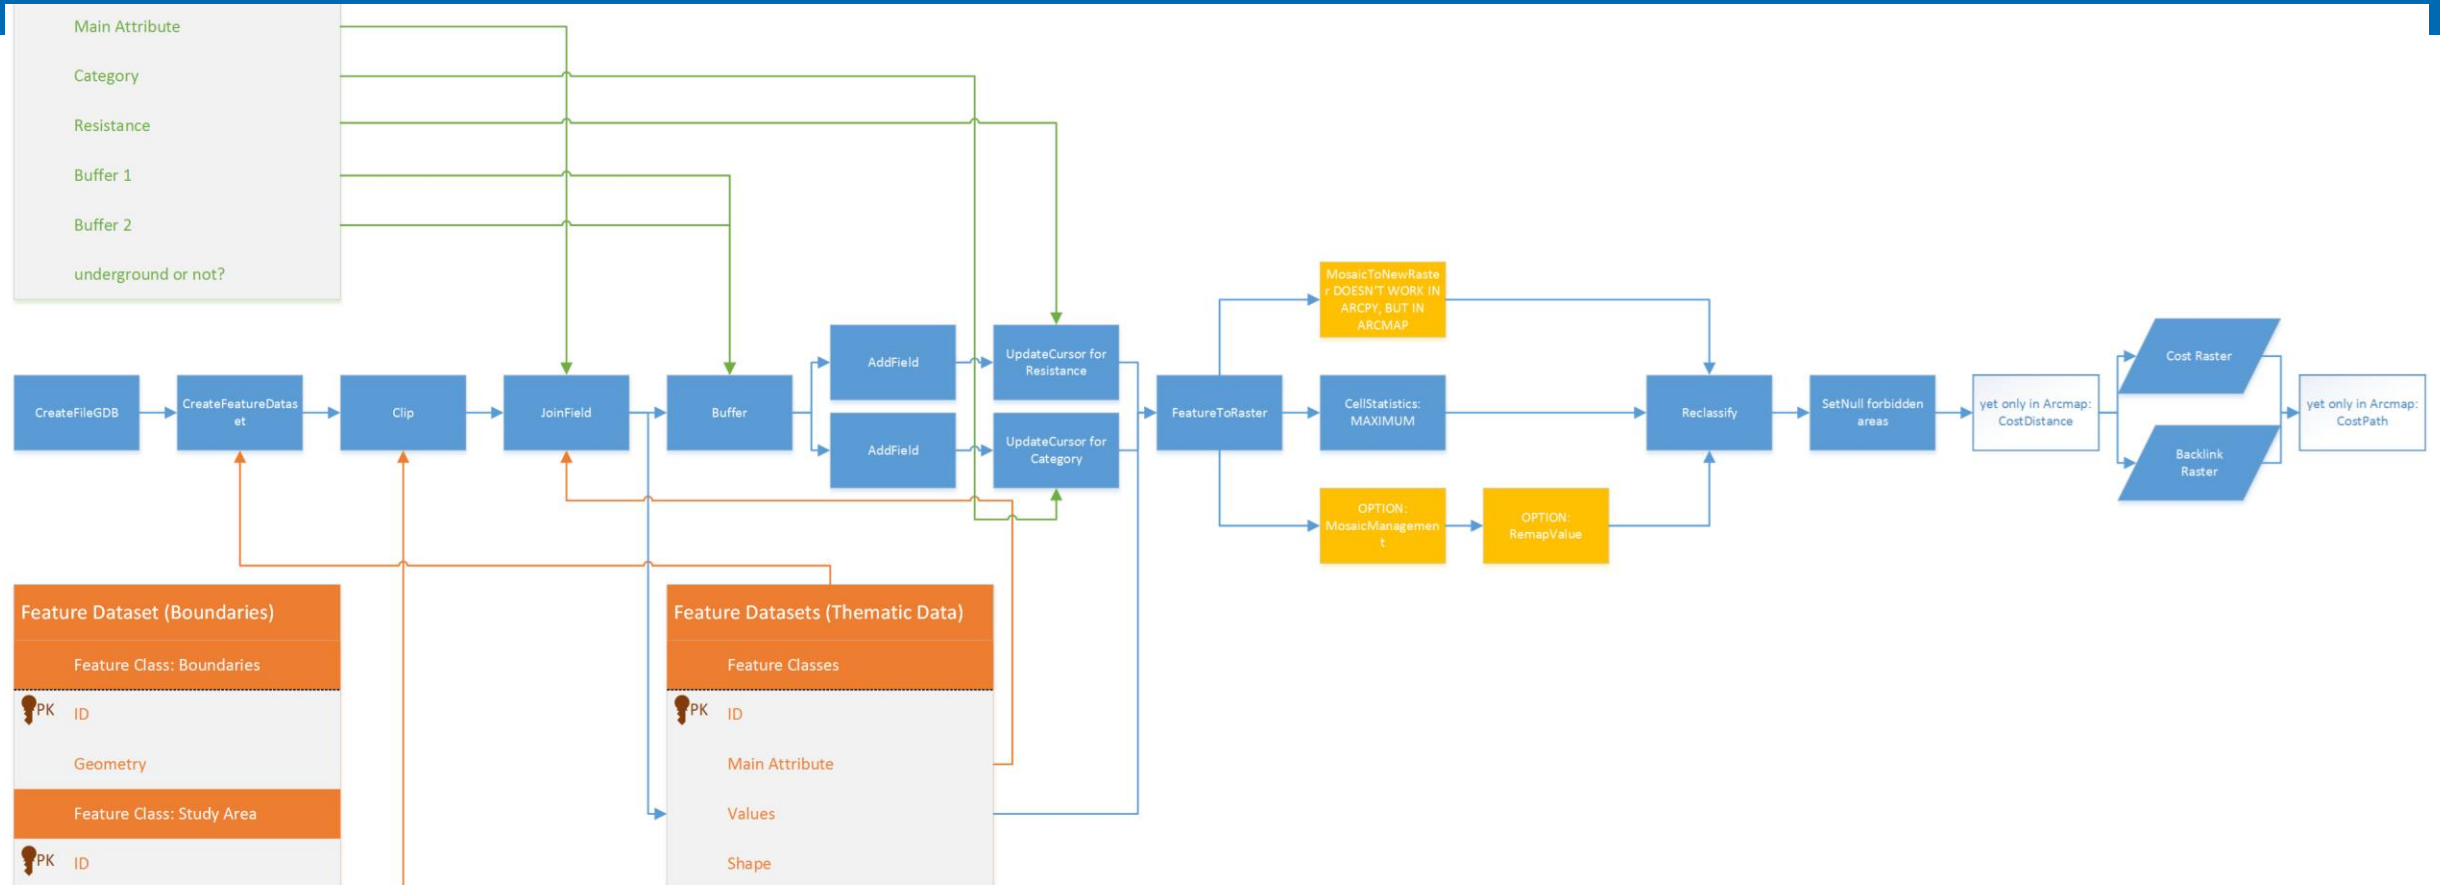 Main Attribute
Category
Resistance
Buffer 1
Buffer 2
underground or not?
CreateFileGDB
CreateFeatureDatas
et
Clip
JoinField
Buffer
AddField
AddField
UpdateCursor for
Resistance
UpdateCursor for
Category
FeatureToRaster
MosaicToNewRaste
r DOESN'T WORK IN
ARCPY, BUT IN
ARCMAP
CellStatistics:
MAXIMUM
OPTION:
MosaicManagemen
t
OPTION:
RemapValue
Reclassify
SetNull forbidden
areas
yet only in Arcmap:
CostDistance
Cost Raster
Backlink
Raster
yet only in Arcmap:
CostPath
Feature Dataset (Boundaries)
Feature Class: Boundaries
PK ID
Geometry
Feature Class: Study Area
PK ID
Feature Datasets (Thematic Data)
Feature Classes
PK ID
Main Attribute
Values
Shape